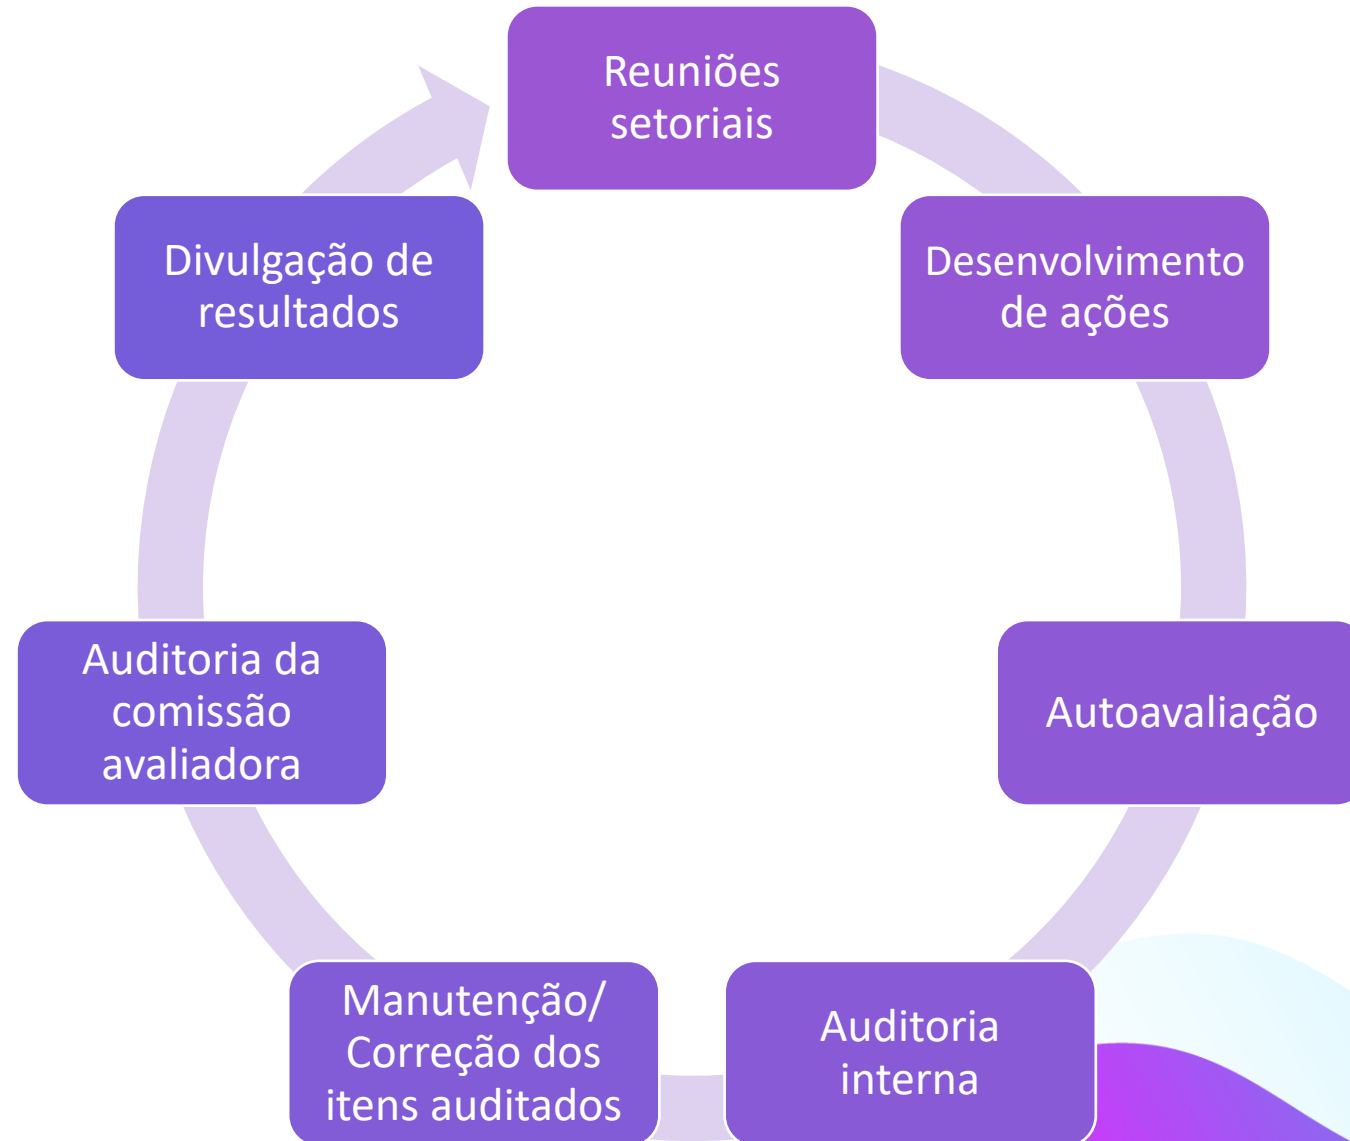 Reuniões
setoriais
Desenvolvimento
de ações
Autoavaliação
Auditoria
interna
Manutenção/
Correção dos
itens auditados
Auditoria da
comissão
avaliadora
Divulgação de
resultados